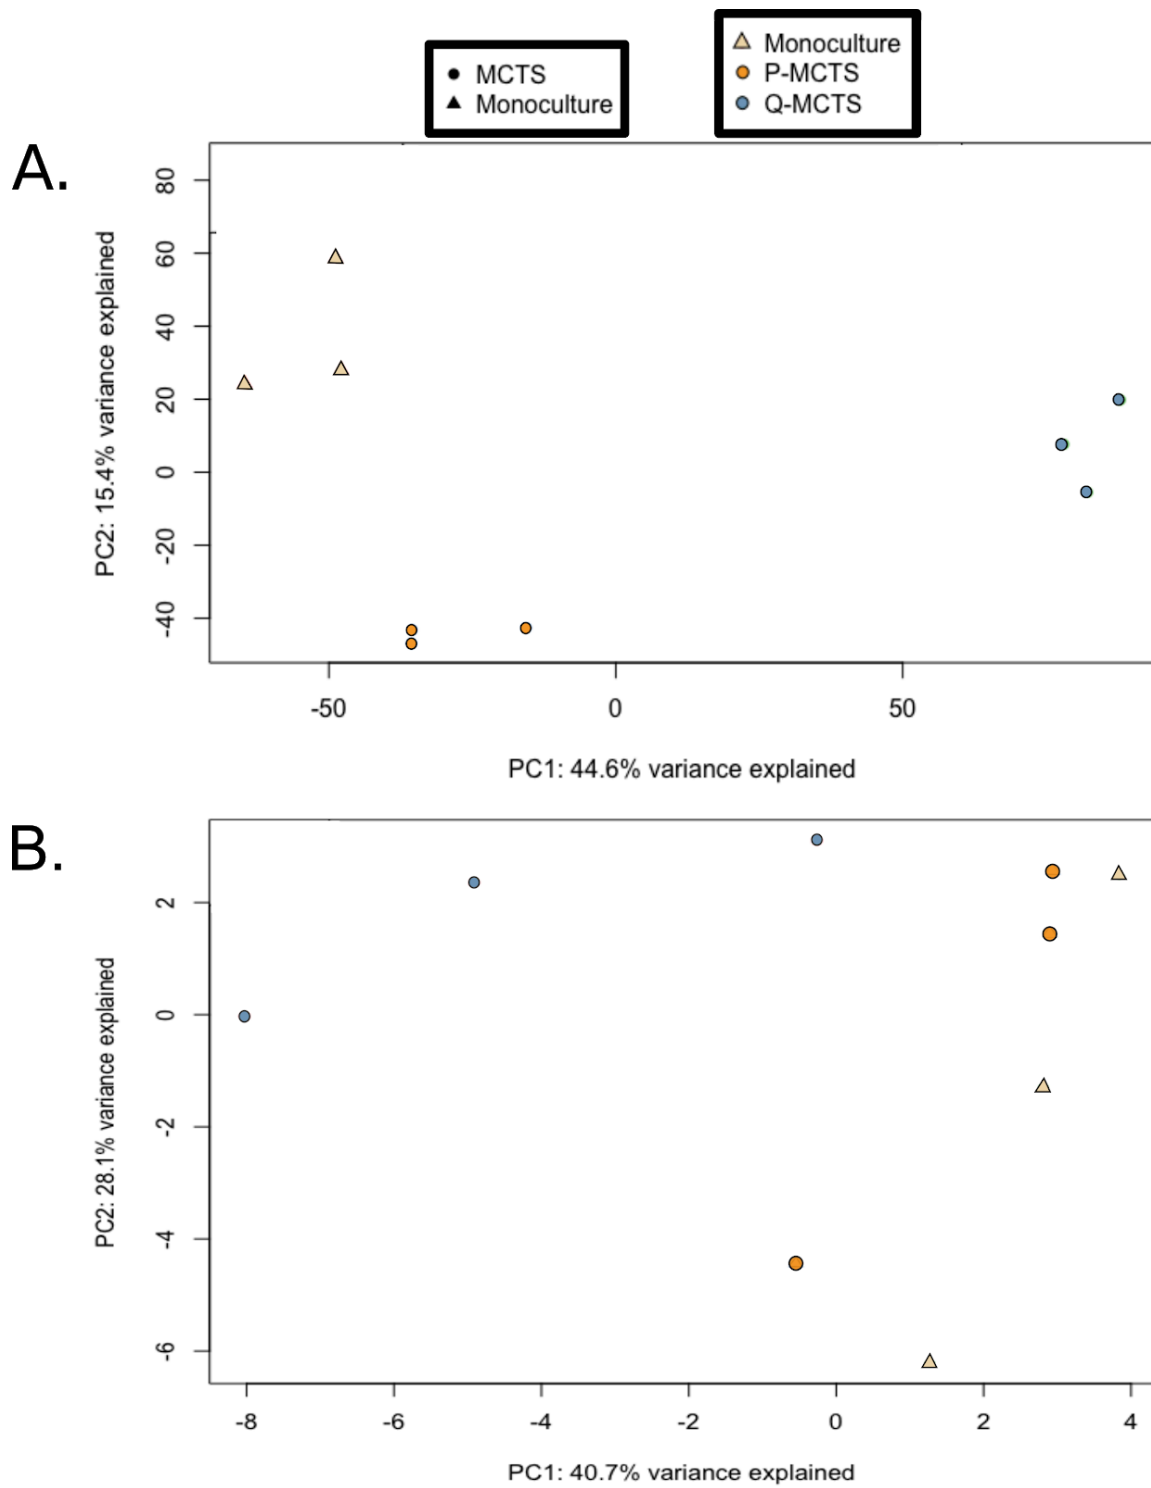 MCTS
Monoculture
Monoculture
P-MCTS
Q-MCTS
A.
80
60
40
20
0
-20
-40
PC2: 15.4% variance explained
-50 0 50
PC1: 44.6% variance explained
B.
2
0
-2
-4
-6
PC2: 28.1% variance explained
-8 -6 -4 -2 0 2 4
PC1: 40.7% variance explained